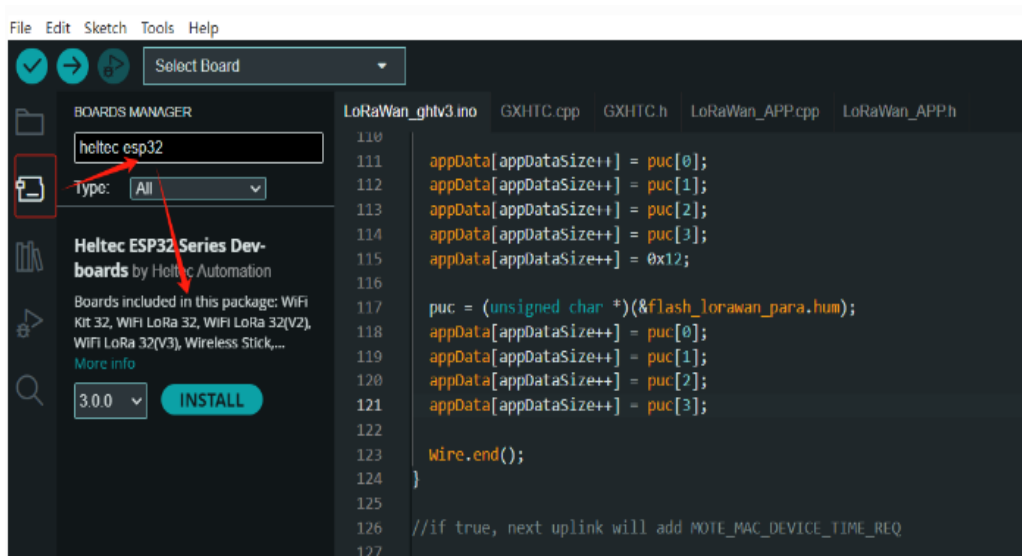 File Edit Sketch Tools Help
Select Board
BOARDS MANAGER
heltec esp32
Type: All
Heltec ESP32 Series Dev-
boards by Heltec Automation
Boards included in this package: WiFi
Kit 32, WiFi LoRa 32, WiFi LoRa 32(V2),
WiFi LoRa 32(V3), Wireless Stick,...
More info
3.0.0 INSTALL
LoRaWan_ghtv3.ino GXHTC.cpp GXHTC.h LoRaWan_APP.cpp LoRaWan_APP.h
110
111 appData[appDataSize++] = puc[0];
112 appData[appDataSize++] = puc[1];
113 appData[appDataSize++] = puc[2];
114 appData[appDataSize++] = puc[3];
115 appData[appDataSize++] = 0x12;
116
117 puc = (unsigned char *)(&flash_lorawan_para.hum);
118 appData[appDataSize++] = puc[0];
119 appData[appDataSize++] = puc[1];
120 appData[appDataSize++] = puc[2];
121 appData[appDataSize++] = puc[3];
122
123 Wire.end();
124 }
125
126 //if true, next uplink will add MOTE_MAC_DEVICE_TIME_REQ
127